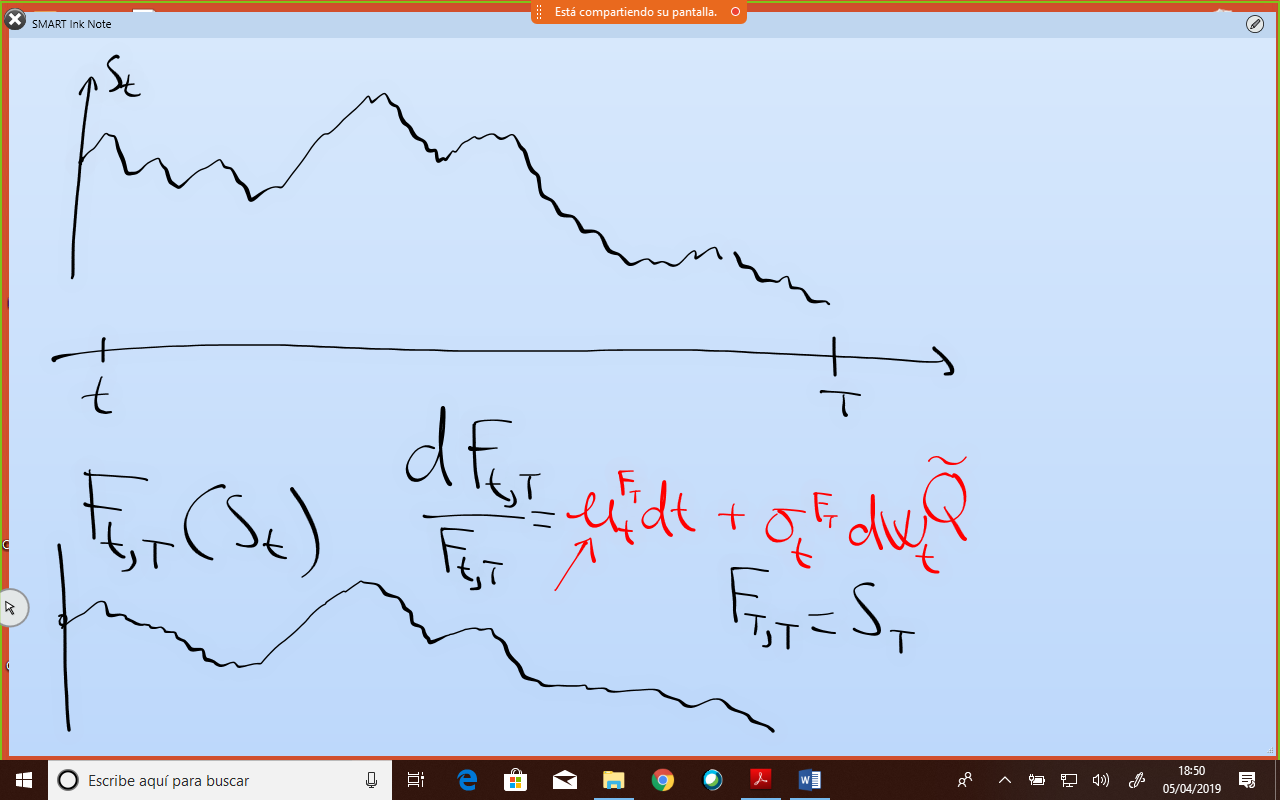 Está compartiendo su pantalla.
SMART Ink Note
S_t
t T
F_{t,T}(S_t)
dF_{t,T} / F_{t,T} = μ_t^{F_T} dt + σ_t^{F_T} dW_t^{Q̃}
F_{T,T} = S_T
Escribe aquí para buscar
18:50
05/04/2019